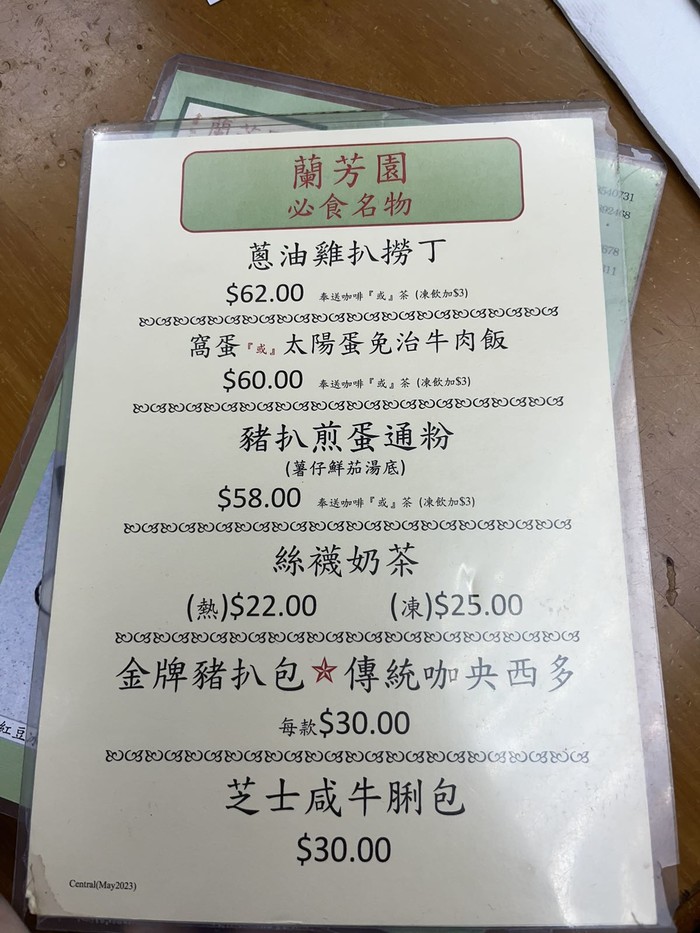 蘭芳園
必食名物
蔥油雞扒撈丁
$62.00 奉送咖啡『或』茶 (凍飲加$3)
窩蛋『或』太陽蛋免治牛肉飯
$60.00 奉送咖啡『或』茶 (凍飲加$3)
豬扒煎蛋通粉
(薯仔鮮茄湯底)
$58.00 奉送咖啡『或』茶 (凍飲加$3)
絲襪奶茶
(熱)$22.00 (凍)$25.00
金牌豬扒包★傳統咖央西多
每款$30.00
芝士咸牛脷包
$30.00
Central(May2023)
紅豆